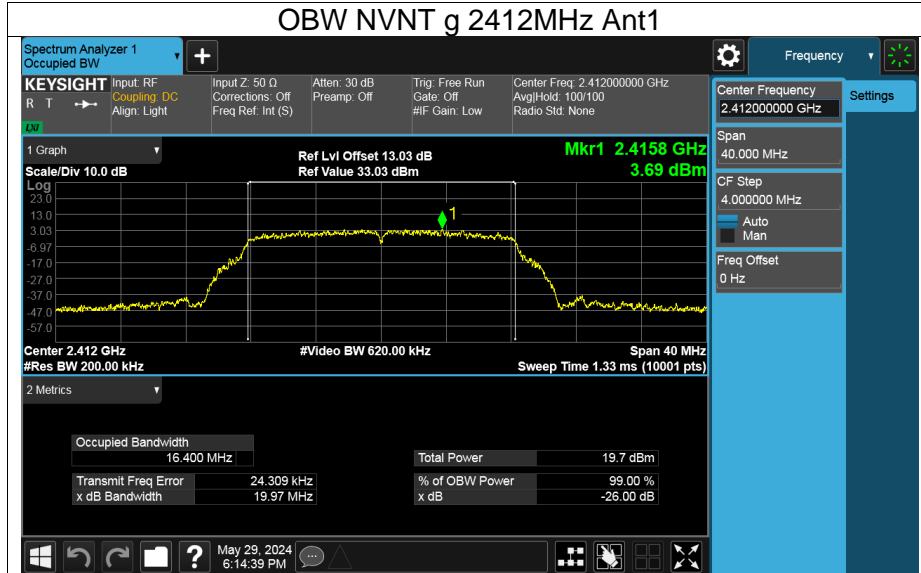 OBW NVNT g 2412MHz Ant1
Spectrum Analyzer 1
Occupied BW
Frequency
KEYSIGHT
R T
LXI
Input: RF
Coupling: DC
Align: Light
Input Z: 50 Ω
Corrections: Off
Freq Ref: Int (S)
Atten: 30 dB
Preamp: Off
Trig: Free Run
Gate: Off
#IF Gain: Low
Center Freq: 2.412000000 GHz
Avg|Hold: 100/100
Radio Std: None
Center Frequency
2.412000000 GHz
Settings
Span
40.000 MHz
CF Step
4.000000 MHz
Auto
Man
Freq Offset
0 Hz
1 Graph
Scale/Div 10.0 dB
Ref Lvl Offset 13.03 dB
Ref Value 33.03 dBm
Mkr1 2.4158 GHz
3.69 dBm
Log
23.0
13.0
3.03
-6.97
-17.0
-27.0
-37.0
-47.0
-57.0
1
Center 2.412 GHz
#Res BW 200.00 kHz
#Video BW 620.00 kHz
Span 40 MHz
Sweep Time 1.33 ms (10001 pts)
2 Metrics
Occupied Bandwidth
16.400 MHz
Transmit Freq Error 24.309 kHz
x dB Bandwidth 19.97 MHz
Total Power 19.7 dBm
% of OBW Power 99.00 %
x dB -26.00 dB
?
May 29, 2024
6:14:39 PM